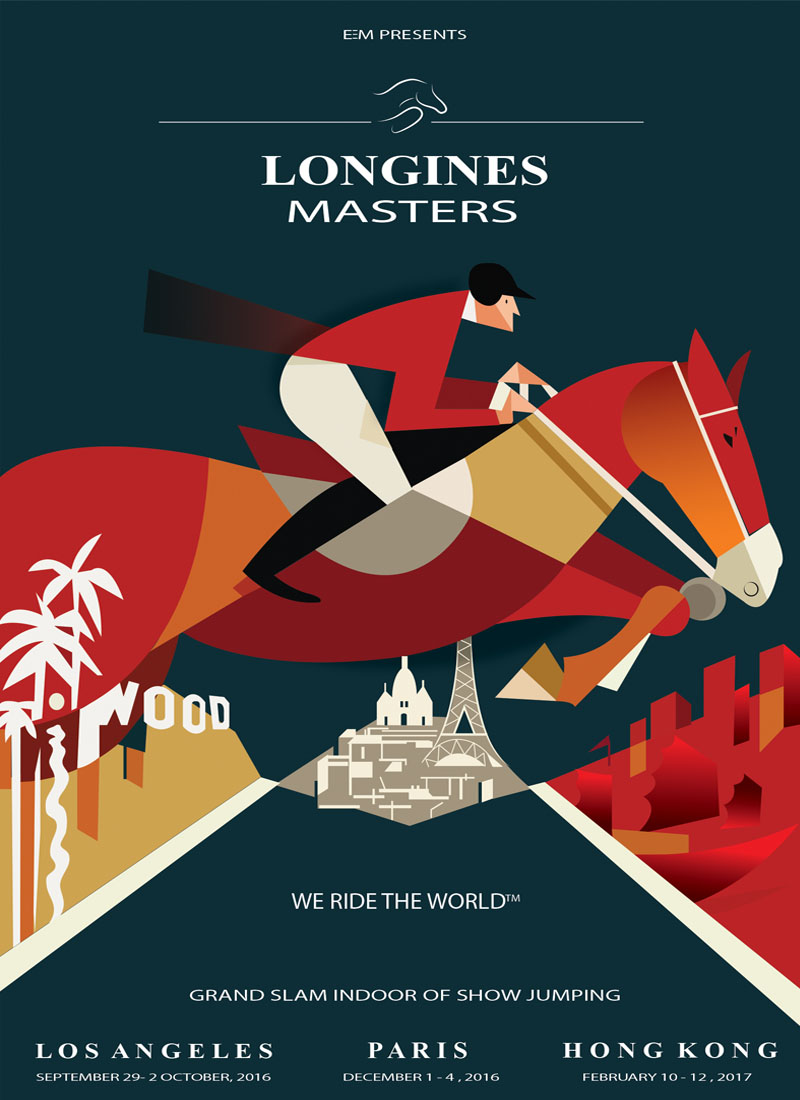 EEM PRESENTS
LONGINES
MASTERS
WOOD
WE RIDE THE WORLD™
GRAND SLAM INDOOR OF SHOW JUMPING
LOS ANGELES PARIS HONG KONG
SEPTEMBER 29- 2 OCTOBER, 2016 DECEMBER 1 - 4 , 2016 FEBRUARY 10 - 12 , 2017